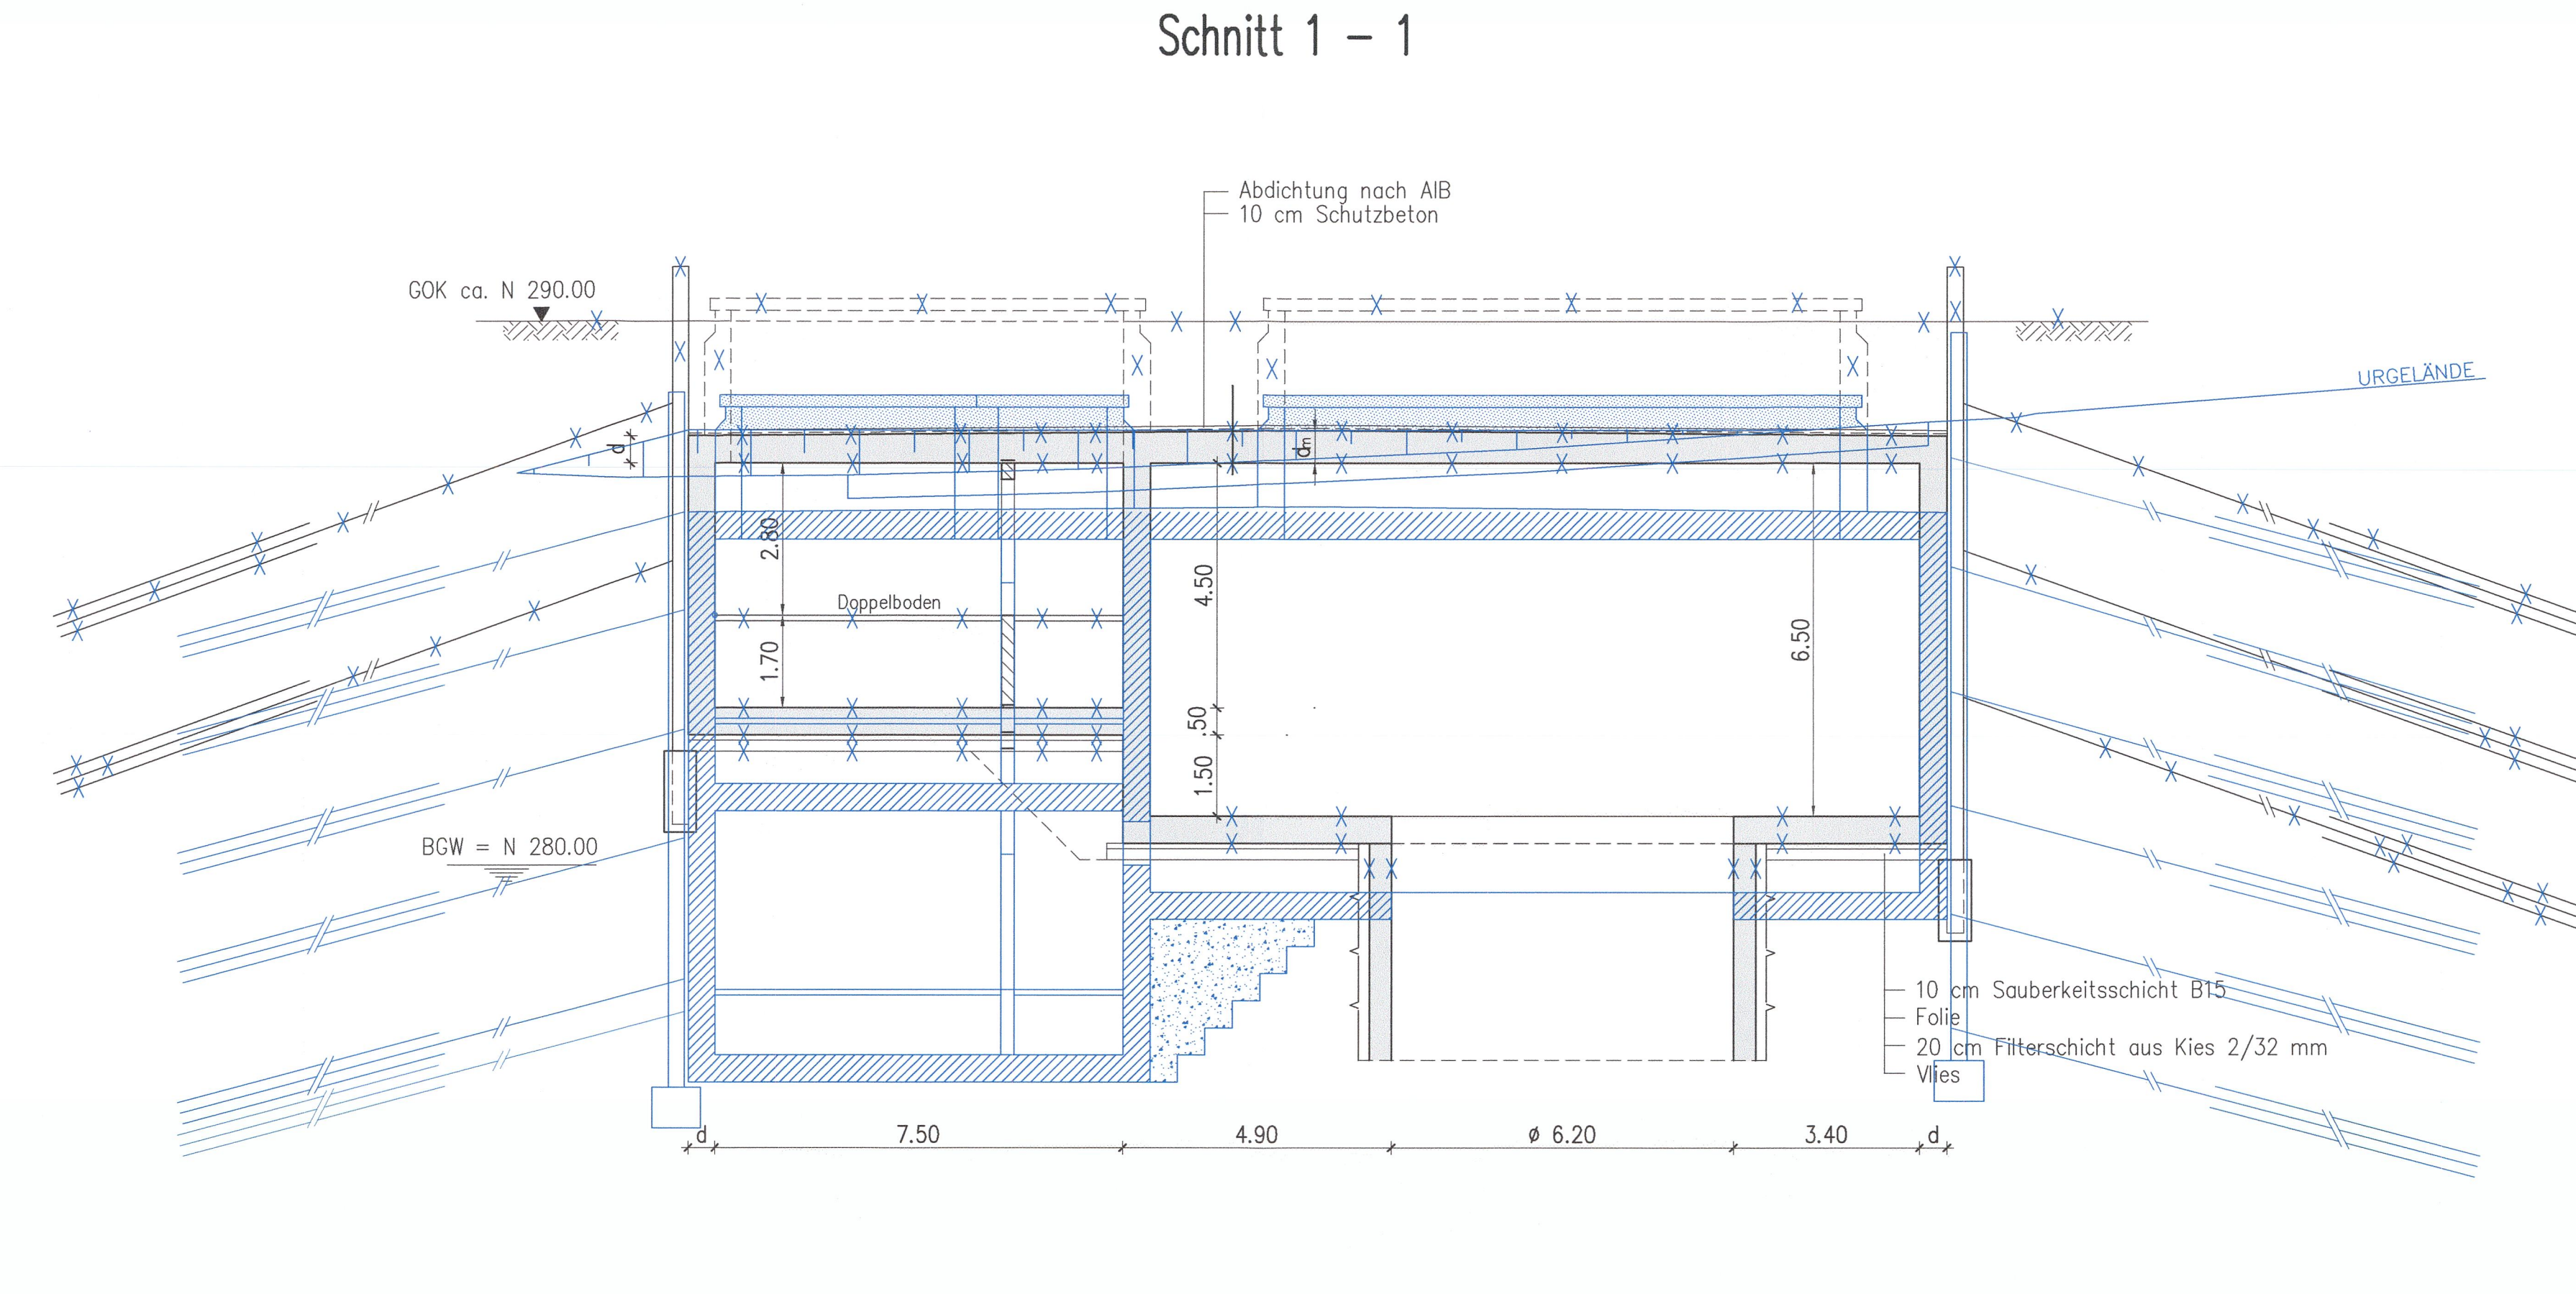 Schnitt 1 – 1
Abdichtung nach AIB
10 cm Schutzbeton
GOK ca. N 290.00
URGELÄNDE
d
dm
2.80
4.50
Doppelboden
6.50
1.70
.50
1.50
BGW = N 280.00
10 cm Sauberkeitsschicht B15
Folie
20 cm Filterschicht aus Kies 2/32 mm
Vlies
d 7.50 4.90 ø 6.20 3.40 d